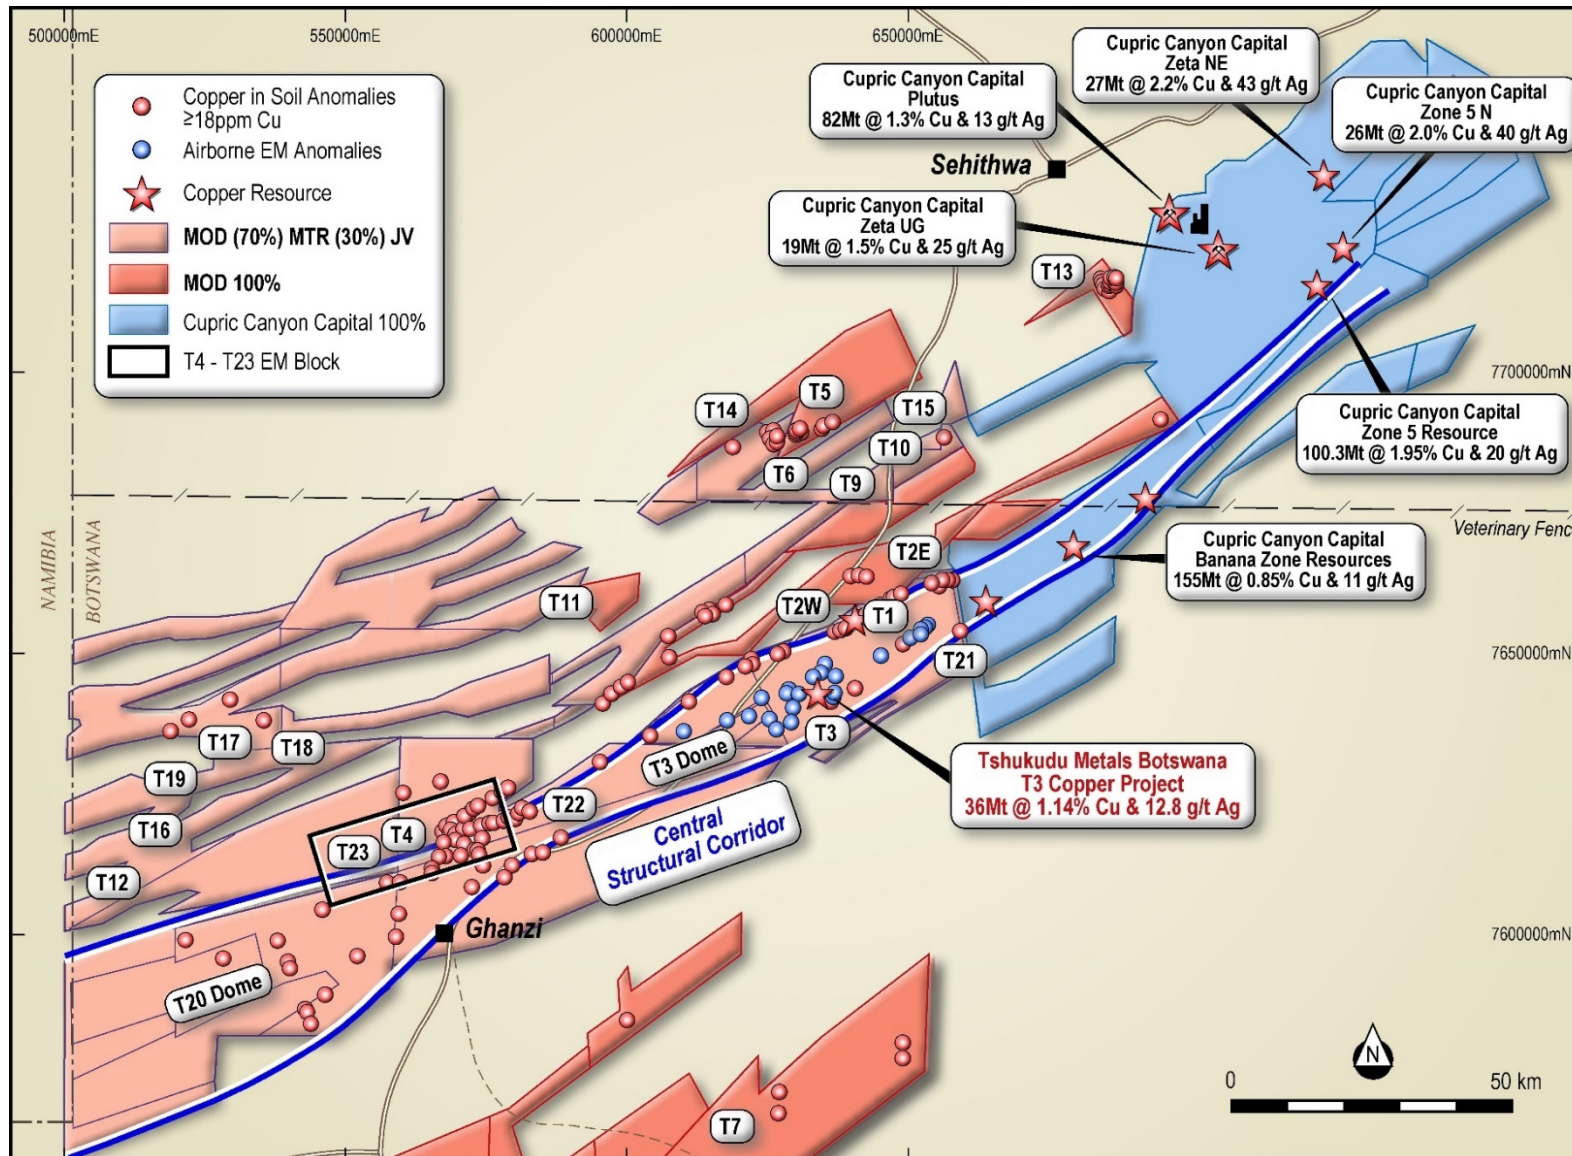 500000mE
550000mE
600000mE
650000mE
Copper in Soil Anomalies
≥18ppm Cu
Airborne EM Anomalies
Copper Resource
MOD (70%) MTR (30%) JV
MOD 100%
Cupric Canyon Capital 100%
T4 - T23 EM Block
Cupric Canyon Capital
Plutus
82Mt @ 1.3% Cu & 13 g/t Ag
Cupric Canyon Capital
Zeta NE
27Mt @ 2.2% Cu & 43 g/t Ag
Cupric Canyon Capital
Zone 5 N
26Mt @ 2.0% Cu & 40 g/t Ag
Sehithwa
Cupric Canyon Capital
Zeta UG
19Mt @ 1.5% Cu & 25 g/t Ag
T13
7700000mN
T14
T5
T15
T10
T6
T9
Cupric Canyon Capital
Zone 5 Resource
100.3Mt @ 1.95% Cu & 20 g/t Ag
Veterinary Fenc
NAMIBIA
BOTSWANA
T2E
Cupric Canyon Capital
Banana Zone Resources
155Mt @ 0.85% Cu & 11 g/t Ag
T11
T2W
T1
T21
7650000mN
T17
T18
T3
T3 Dome
T19
T16
T12
T23
T4
T22
Tshukudu Metals Botswana
T3 Copper Project
36Mt @ 1.14% Cu & 12.8 g/t Ag
Central
Structural Corridor
Ghanzi
7600000mN
T20 Dome
T7
N
0
50 km